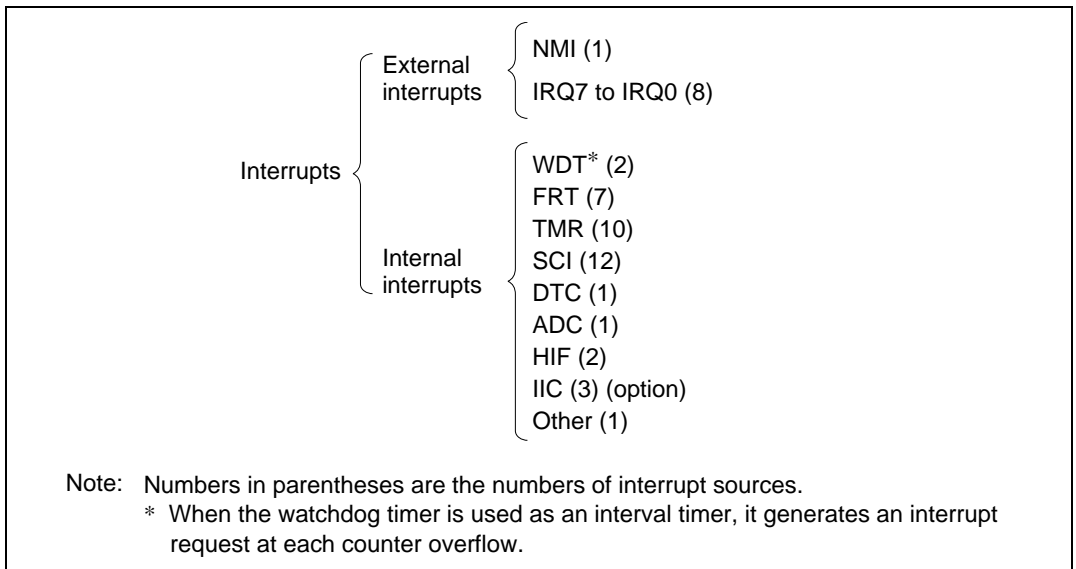 Interrupts
External
interrupts
NMI (1)
IRQ7 to IRQ0 (8)
Internal
interrupts
WDT* (2)
FRT (7)
TMR (10)
SCI (12)
DTC (1)
ADC (1)
HIF (2)
IIC (3) (option)
Other (1)
Note: Numbers in parentheses are the numbers of interrupt sources.
* When the watchdog timer is used as an interval timer, it generates an interrupt
request at each counter overflow.